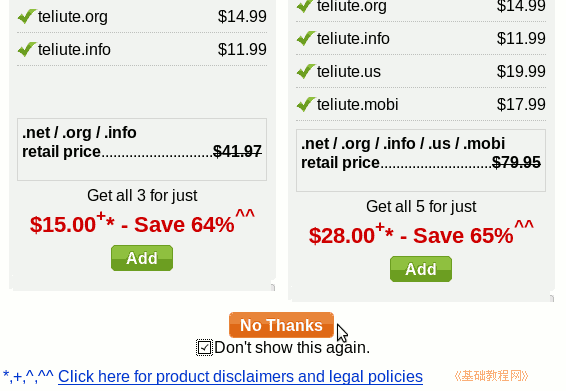 teliute.org $14.99
teliute.info $11.99
.net / .org / .info
retail price............................$41.97
Get all 3 for just
$15.00+* - Save 64%^^
Add
teliute.org $14.99
teliute.info $11.99
teliute.us $19.99
teliute.mobi $17.99
.net / .org / .info / .us / .mobi
retail price............................$79.95
Get all 5 for just
$28.00+* - Save 65%^^
Add
No Thanks
Don't show this again.
*,+,^,^^ Click here for product disclaimers and legal policies
《基础教程网》